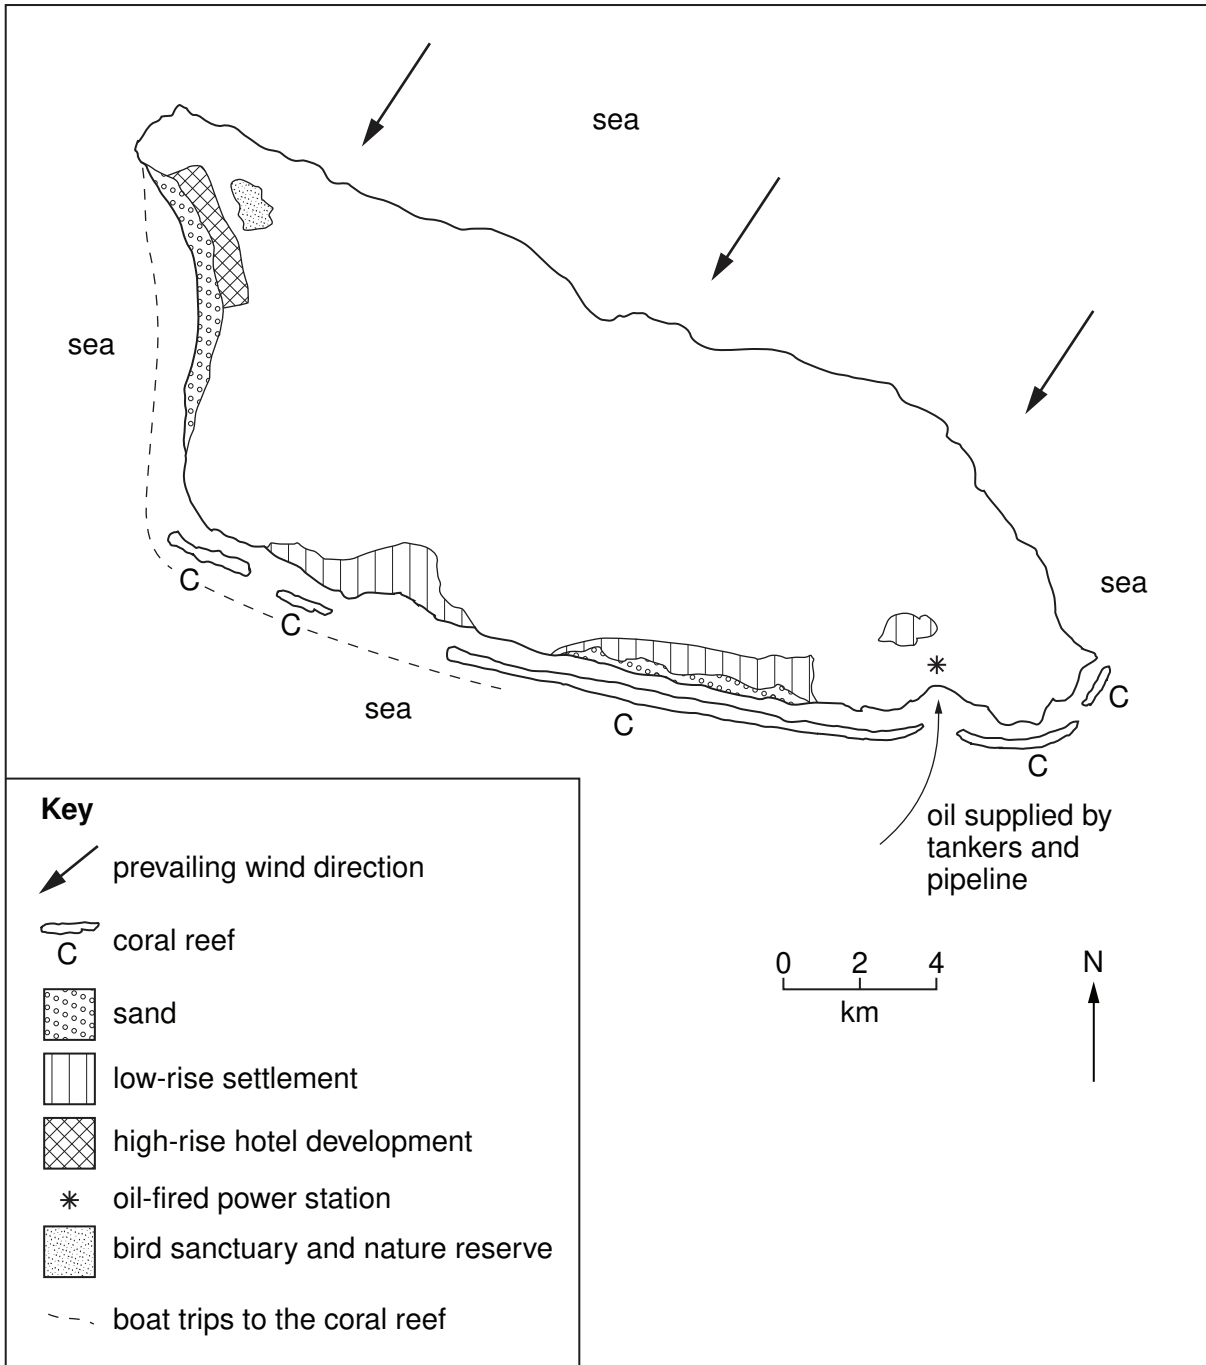 sea
sea
sea
C
C
sea
C
C
C
oil supplied by
tankers and
pipeline
0 2 4
km
N
Key
prevailing wind direction
C
coral reef
sand
low-rise settlement
high-rise hotel development
oil-fired power station
bird sanctuary and nature reserve
boat trips to the coral reef